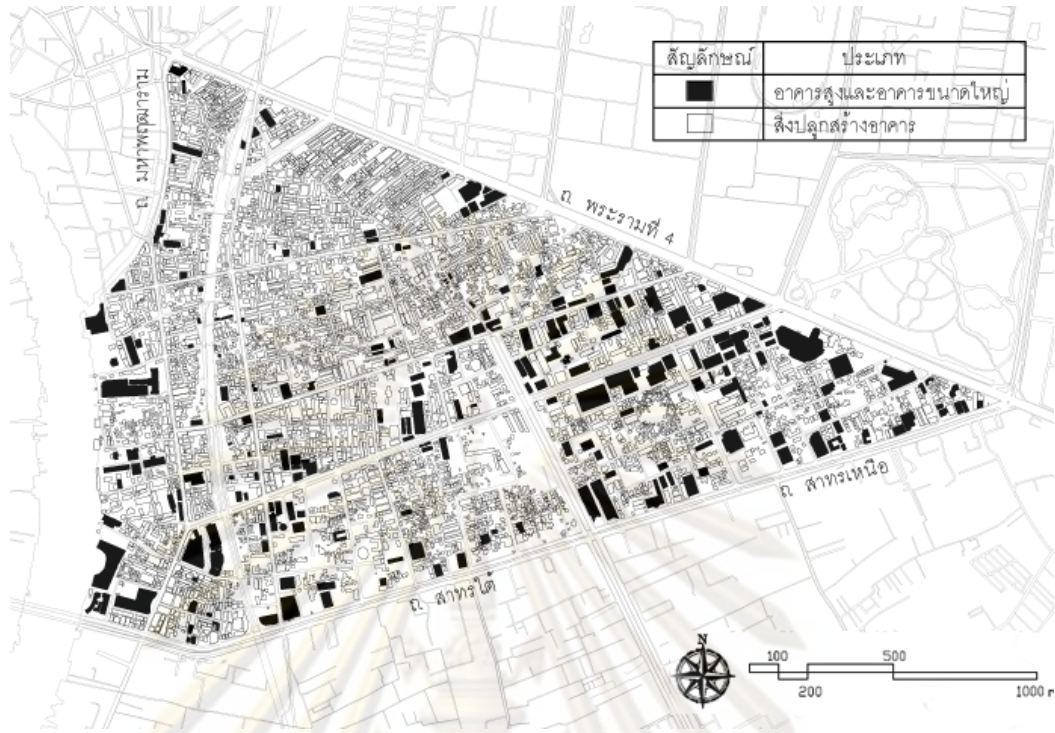 สัญลักษณ์ ประเภท
อาคารสูงและอาคารขนาดใหญ่
สิ่งปลูกสร้างอาคาร
ถ. มหาพฤฒาราม
ถ. พระรามที่ 4
ถ. สาทรเหนือ
ถ. สาทรใต้
N
100 500
200 1000 m